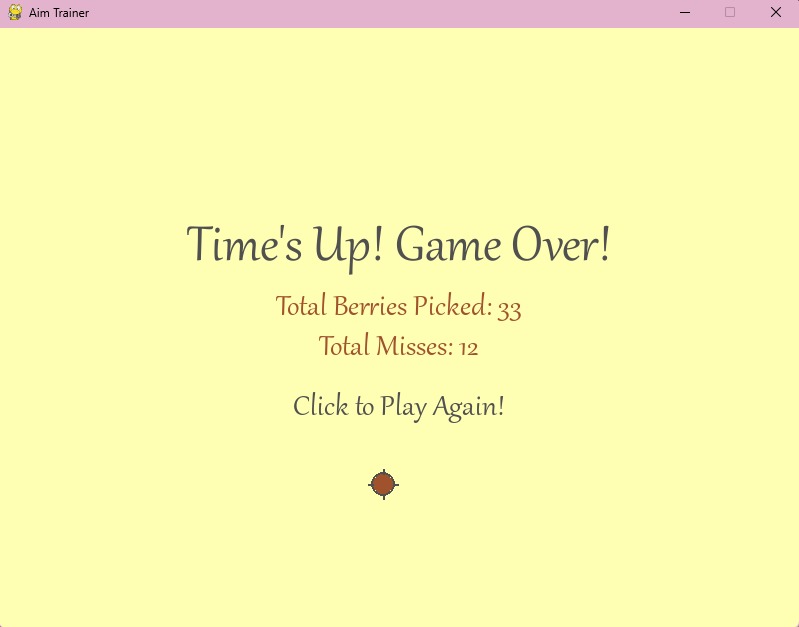 Aim Trainer
Time's Up! Game Over!
Total Berries Picked: 33
Total Misses: 12
Click to Play Again!